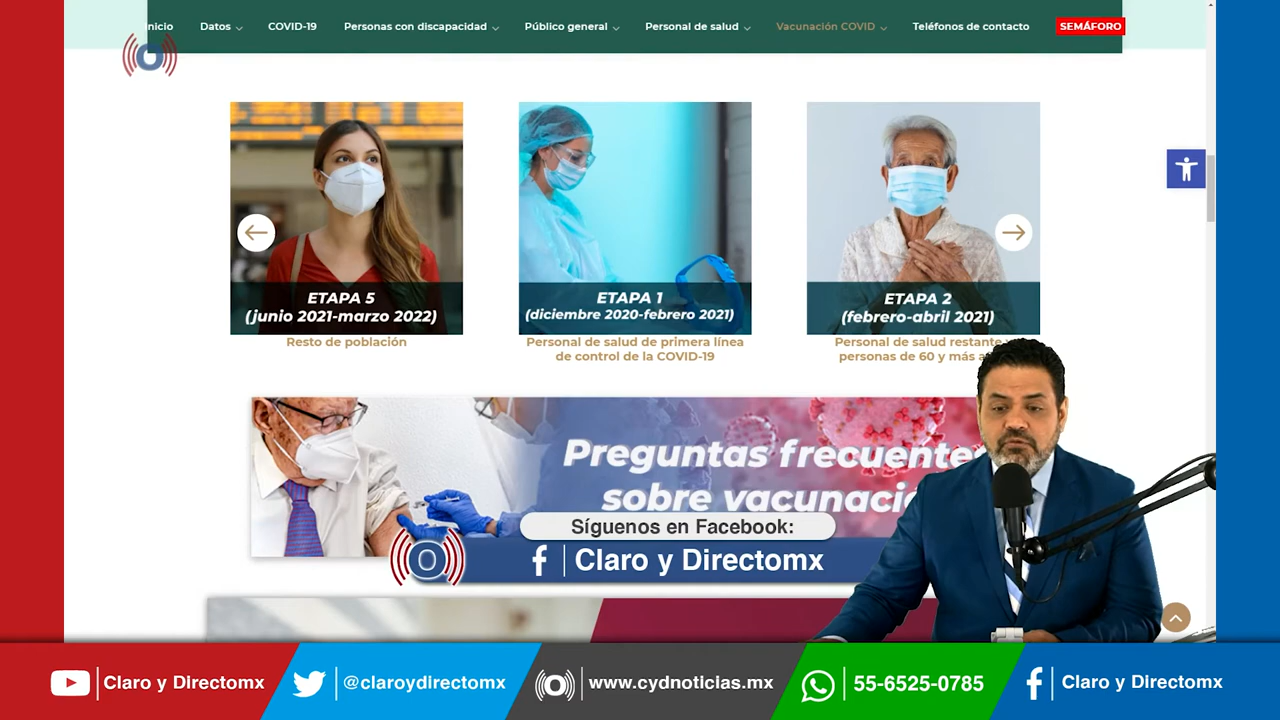 Inicio
Datos
COVID-19
Personas con discapacidad
Público general
Personal de salud
Vacunación COVID
Teléfonos de contacto
SEMÁFORO
ETAPA 5
(junio 2021-marzo 2022)
Resto de población
ETAPA 1
(diciembre 2020-febrero 2021)
Personal de salud de primera línea
de control de la COVID-19
ETAPA 2
(febrero-abril 2021)
Personal de salud restante
personas de 60 y más
Preguntas frecuente
sobre vacunaci
Síguenos en Facebook:
f | Claro y Directomx
Claro y Directomx
@claroydirectomx
www.cydnoticias.mx
55-6525-0785
Claro y Directomx